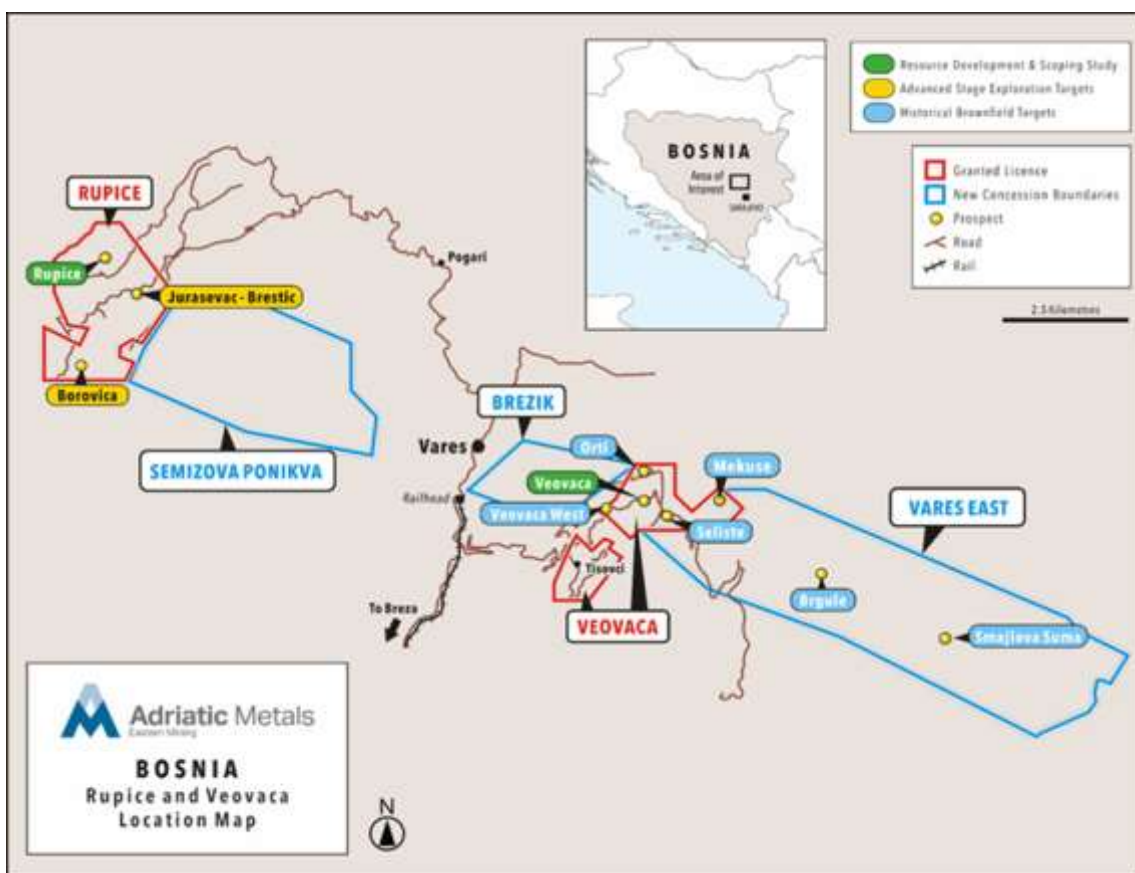 Resource Development & Scoping Study
Advanced Stage Exploration Targets
Historical Brownfield Targets
BOSNIA
Area of
Interest
SARAJEVO
Granted Licence
New Concession Boundaries
Prospect
Road
Rail
2.5 Kilometres
RUPICE
Rupice
Jurasevac - Brestic
Borovica
SEMIZOVA PONIKVA
Pogari
BREZIK
Vares
Railhead
Orti
Veovaca
Veovaca West
Mekuse
Seliste
VARES EAST
Tisovci
Brgule
Smajlova Suma
VEOVACA
To Breza
Adriatic Metals
Eastern Mining
BOSNIA
Rupice and Veovaca
Location Map
N